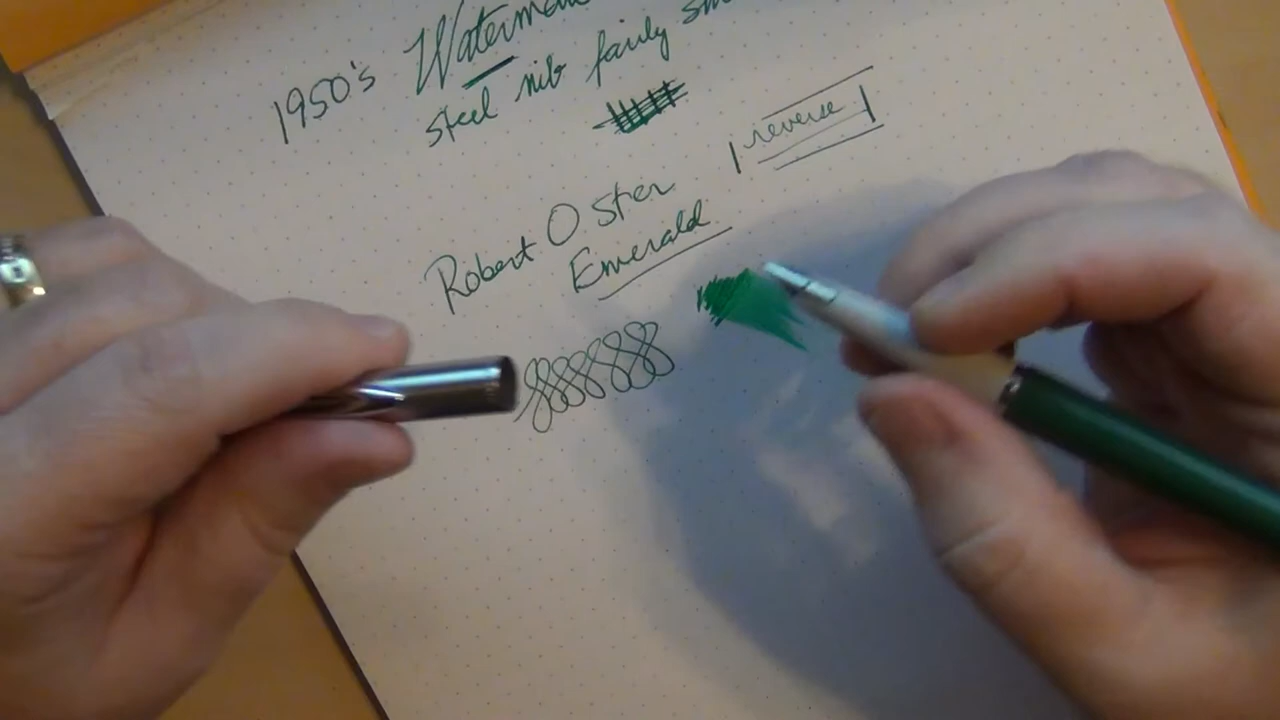 1950's Waterman
steel nib fairly
reverse
Robert Oster
Emerald